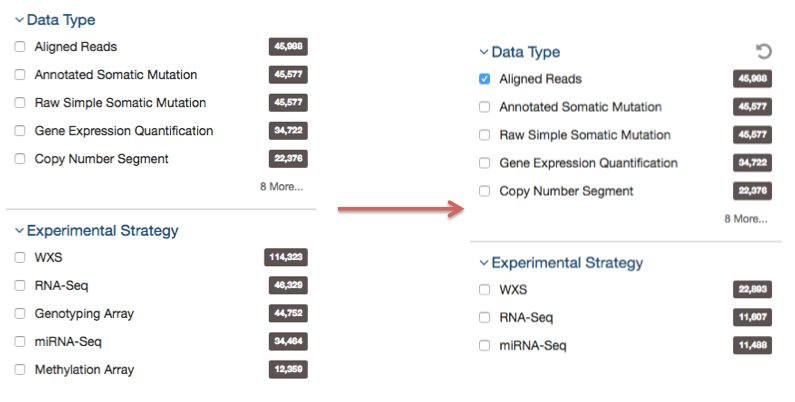 Data Type
Aligned Reads 45,988
Annotated Somatic Mutation 45,577
Raw Simple Somatic Mutation 45,577
Gene Expression Quantification 34,722
Copy Number Segment 22,376
8 More...
Experimental Strategy
WXS 114,323
RNA-Seq 46,329
Genotyping Array 44,752
miRNA-Seq 34,464
Methylation Array 12,359
Data Type
Aligned Reads 45,988
Annotated Somatic Mutation 45,577
Raw Simple Somatic Mutation 45,577
Gene Expression Quantification 34,722
Copy Number Segment 22,376
8 More...
Experimental Strategy
WXS 22,893
RNA-Seq 11,607
miRNA-Seq 11,488